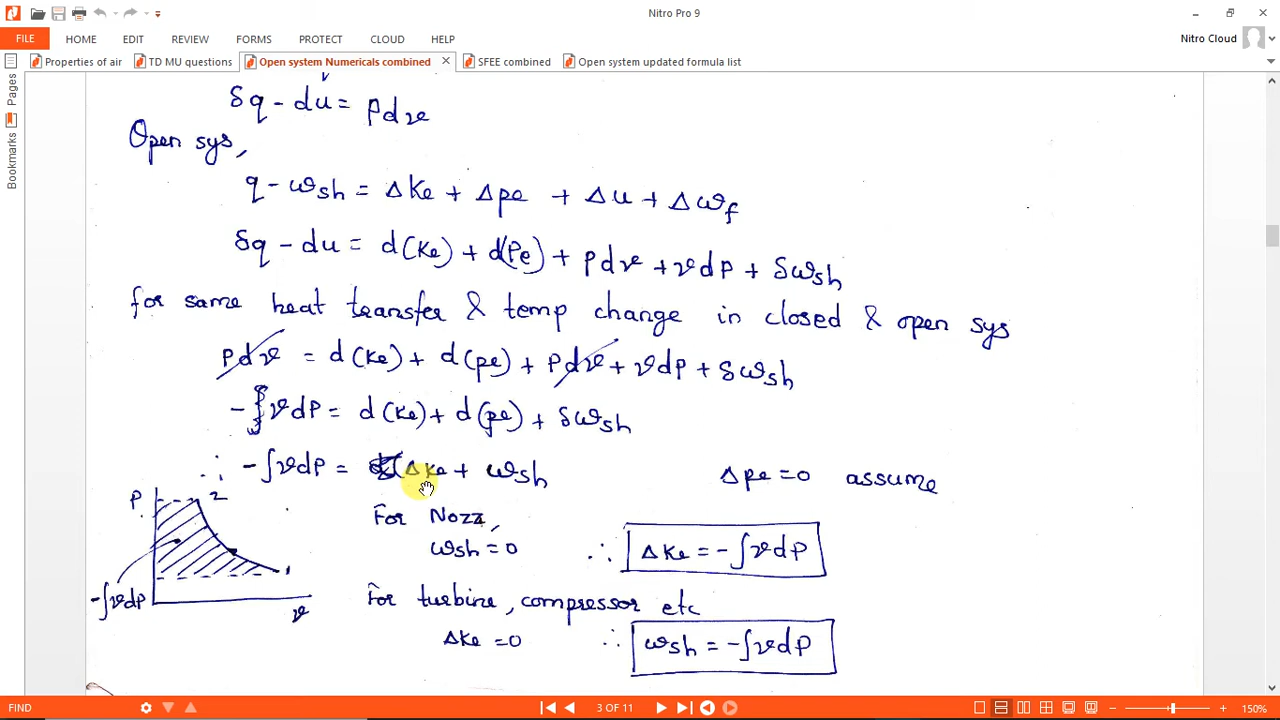 Nitro Pro 9
FILE HOME EDIT REVIEW FORMS PROTECT CLOUD HELP Nitro Cloud
Properties of air TD MU questions Open system Numericals combined SFEE combined Open system updated formula list
Pages
Bookmarks
δq - du = pdv
Open sys,
q - wsh = Δke + Δpe + Δu + Δwf
δq - du = d(ke) + d(pe) + pdv + vdp + δwsh
for same heat transfer & temp change in closed & open sys
pdv = d(ke) + d(pe) + pdv + vdp + δwsh
-∫vdp = d(ke) + d(pe) + δwsh
∴ -∫vdp = Δke + wsh Δpe = 0 assume
P 2
For Nozz,
wsh = 0 ∴ Δke = -∫vdp
1
-∫vdp v
For turbine, compressor etc
Δke = 0 ∴ wsh = -∫vdp
FIND 3 OF 11 150%